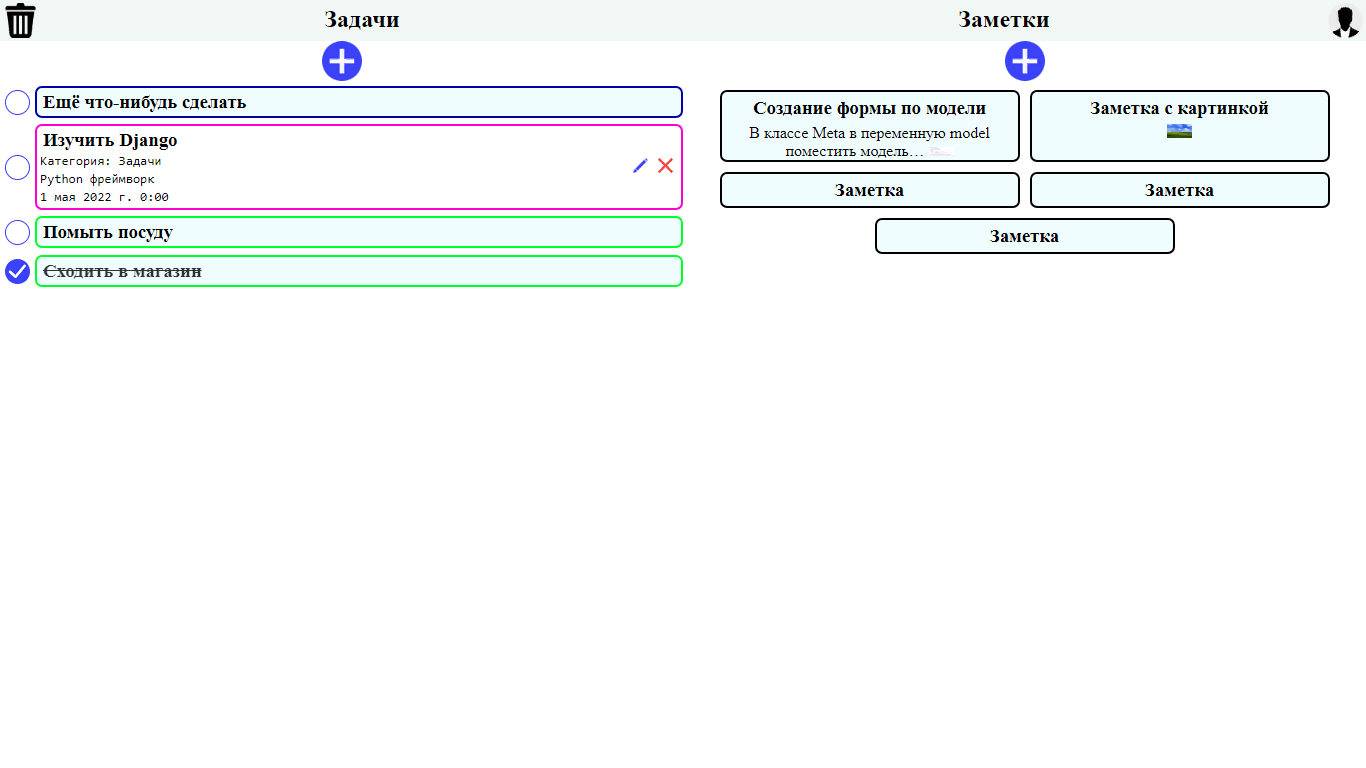 Задачи
Заметки
Ещё что-нибудь сделать
Изучить Django
Категория: Задачи
Python фреймворк
1 мая 2022 г. 0:00
Помыть посуду
Сходить в магазин
Создание формы по модели
В классе Meta в переменную model
поместить модель…
Заметка с картинкой
Заметка
Заметка
Заметка